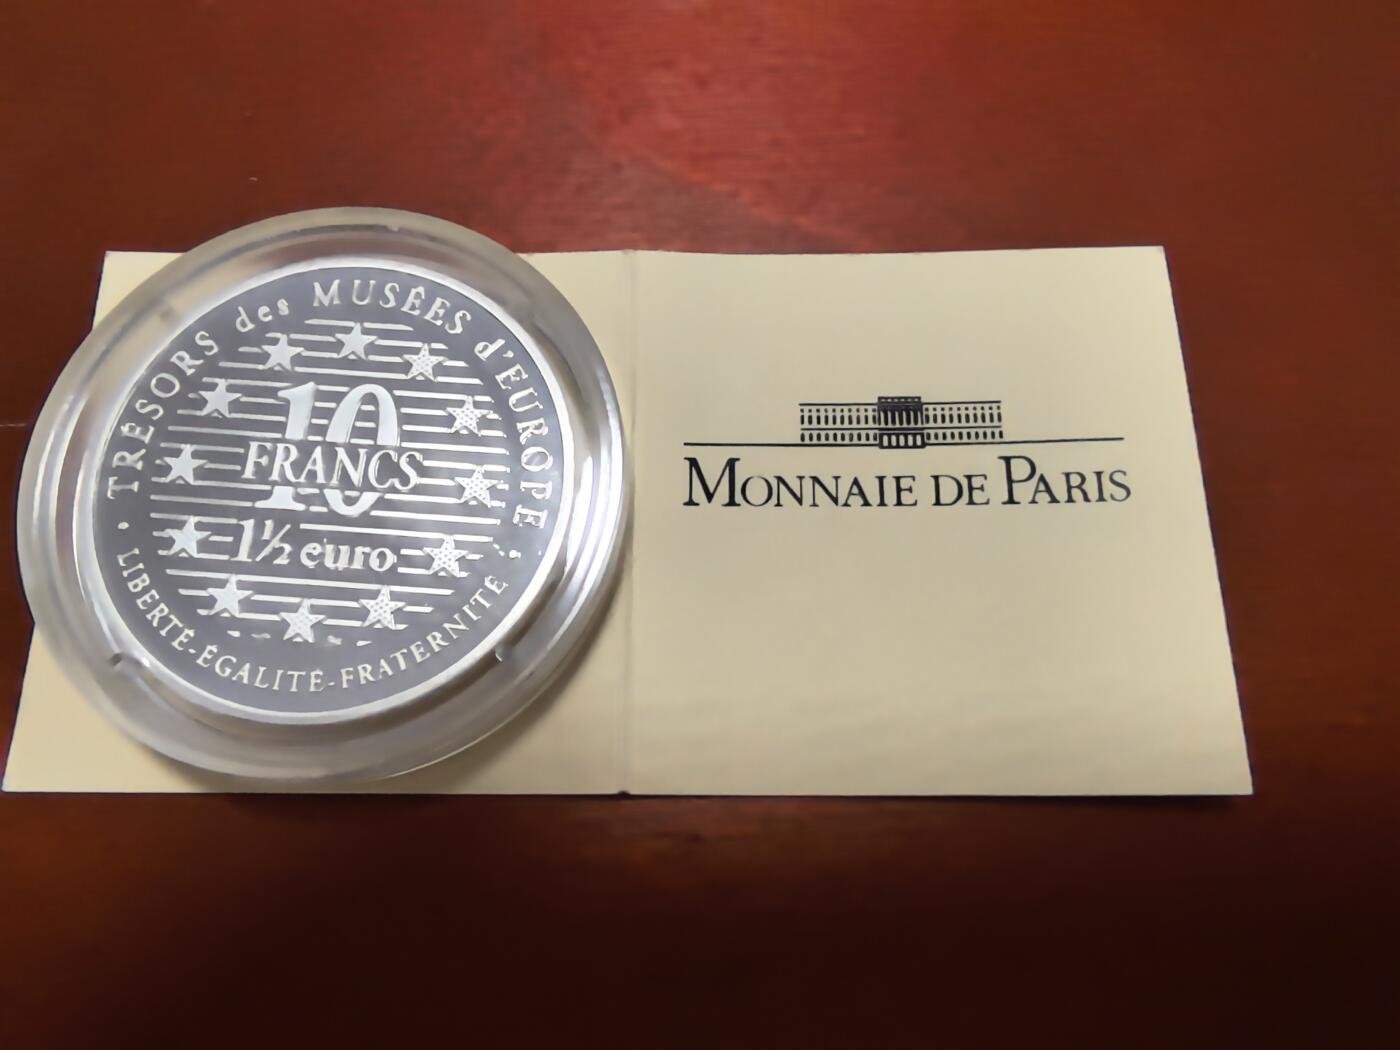 TRÉSORS des MUSÉES d'EUROPE
10
FRANCS
1½ euro
LIBERTÉ-ÉGALITÉ-FRATERNITÉ
MONNAIE DE PARIS